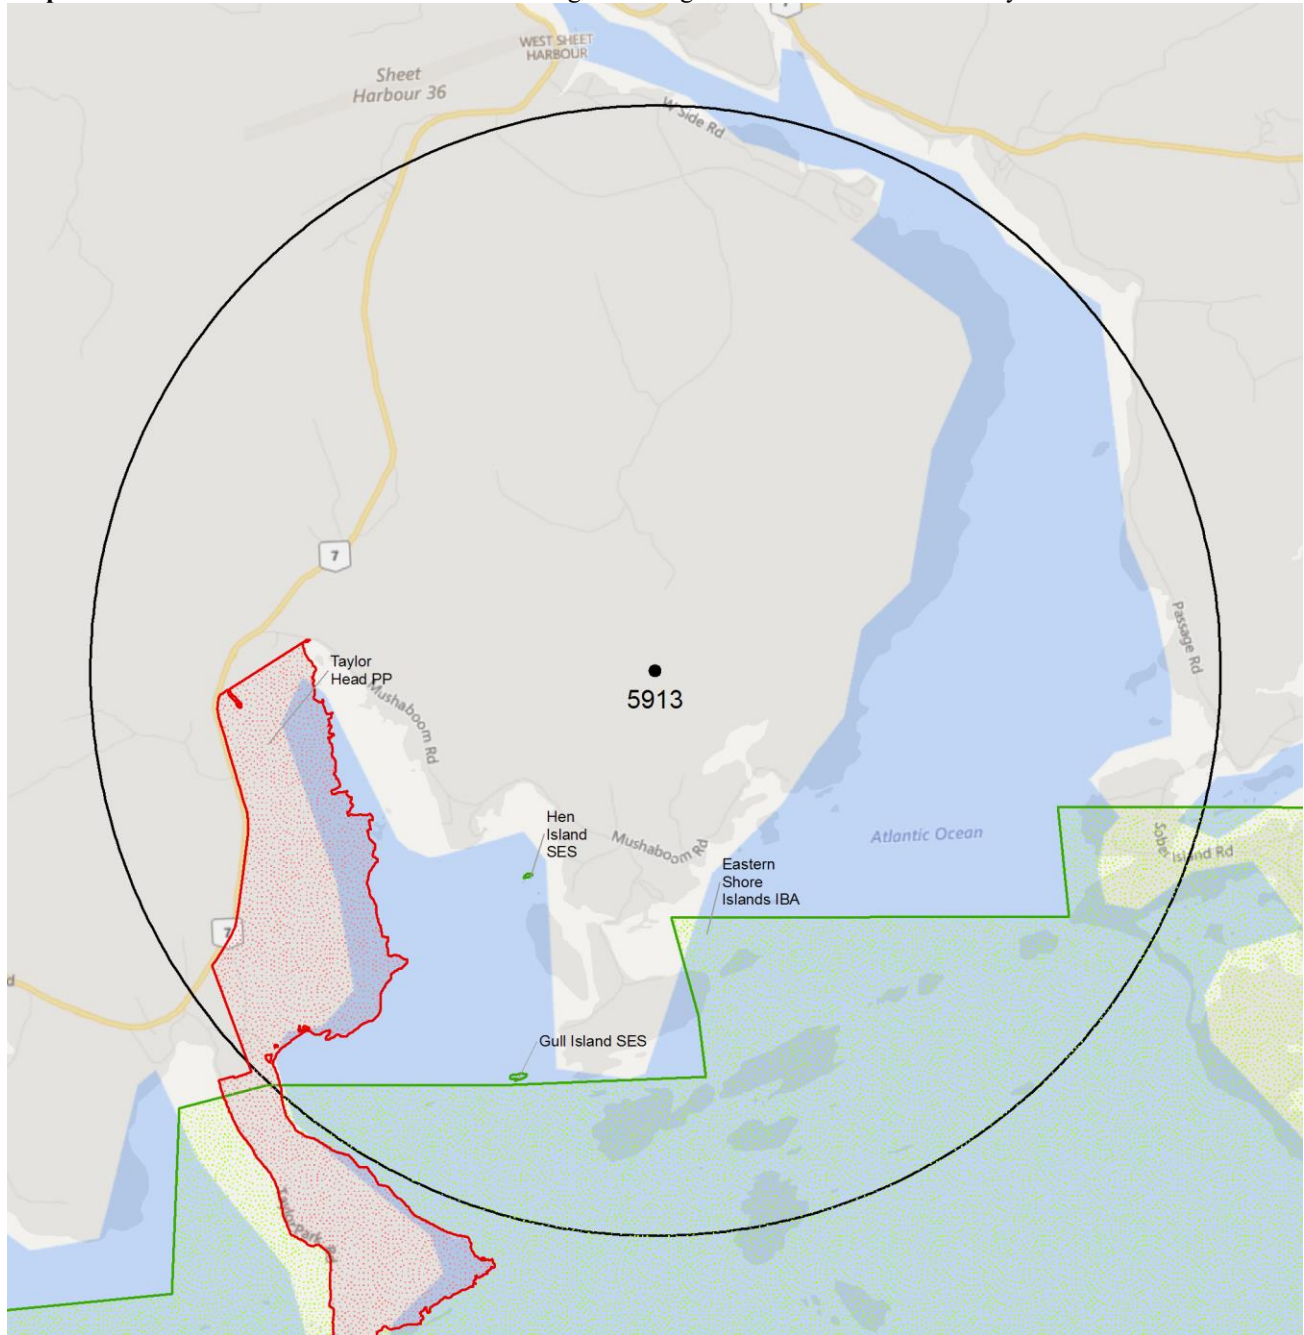 7
WEST SHEET
HARBOUR
Sheet
Harbour 36
W Side Rd
7
Passage Rd
Taylor
Head PP
Mushaboom Rd
5913
Hen
Island
SES
Mushaboom Rd
Atlantic Ocean
Island Rd
Eastern
Shore
Islands IBA
7
d
Gull Island SES